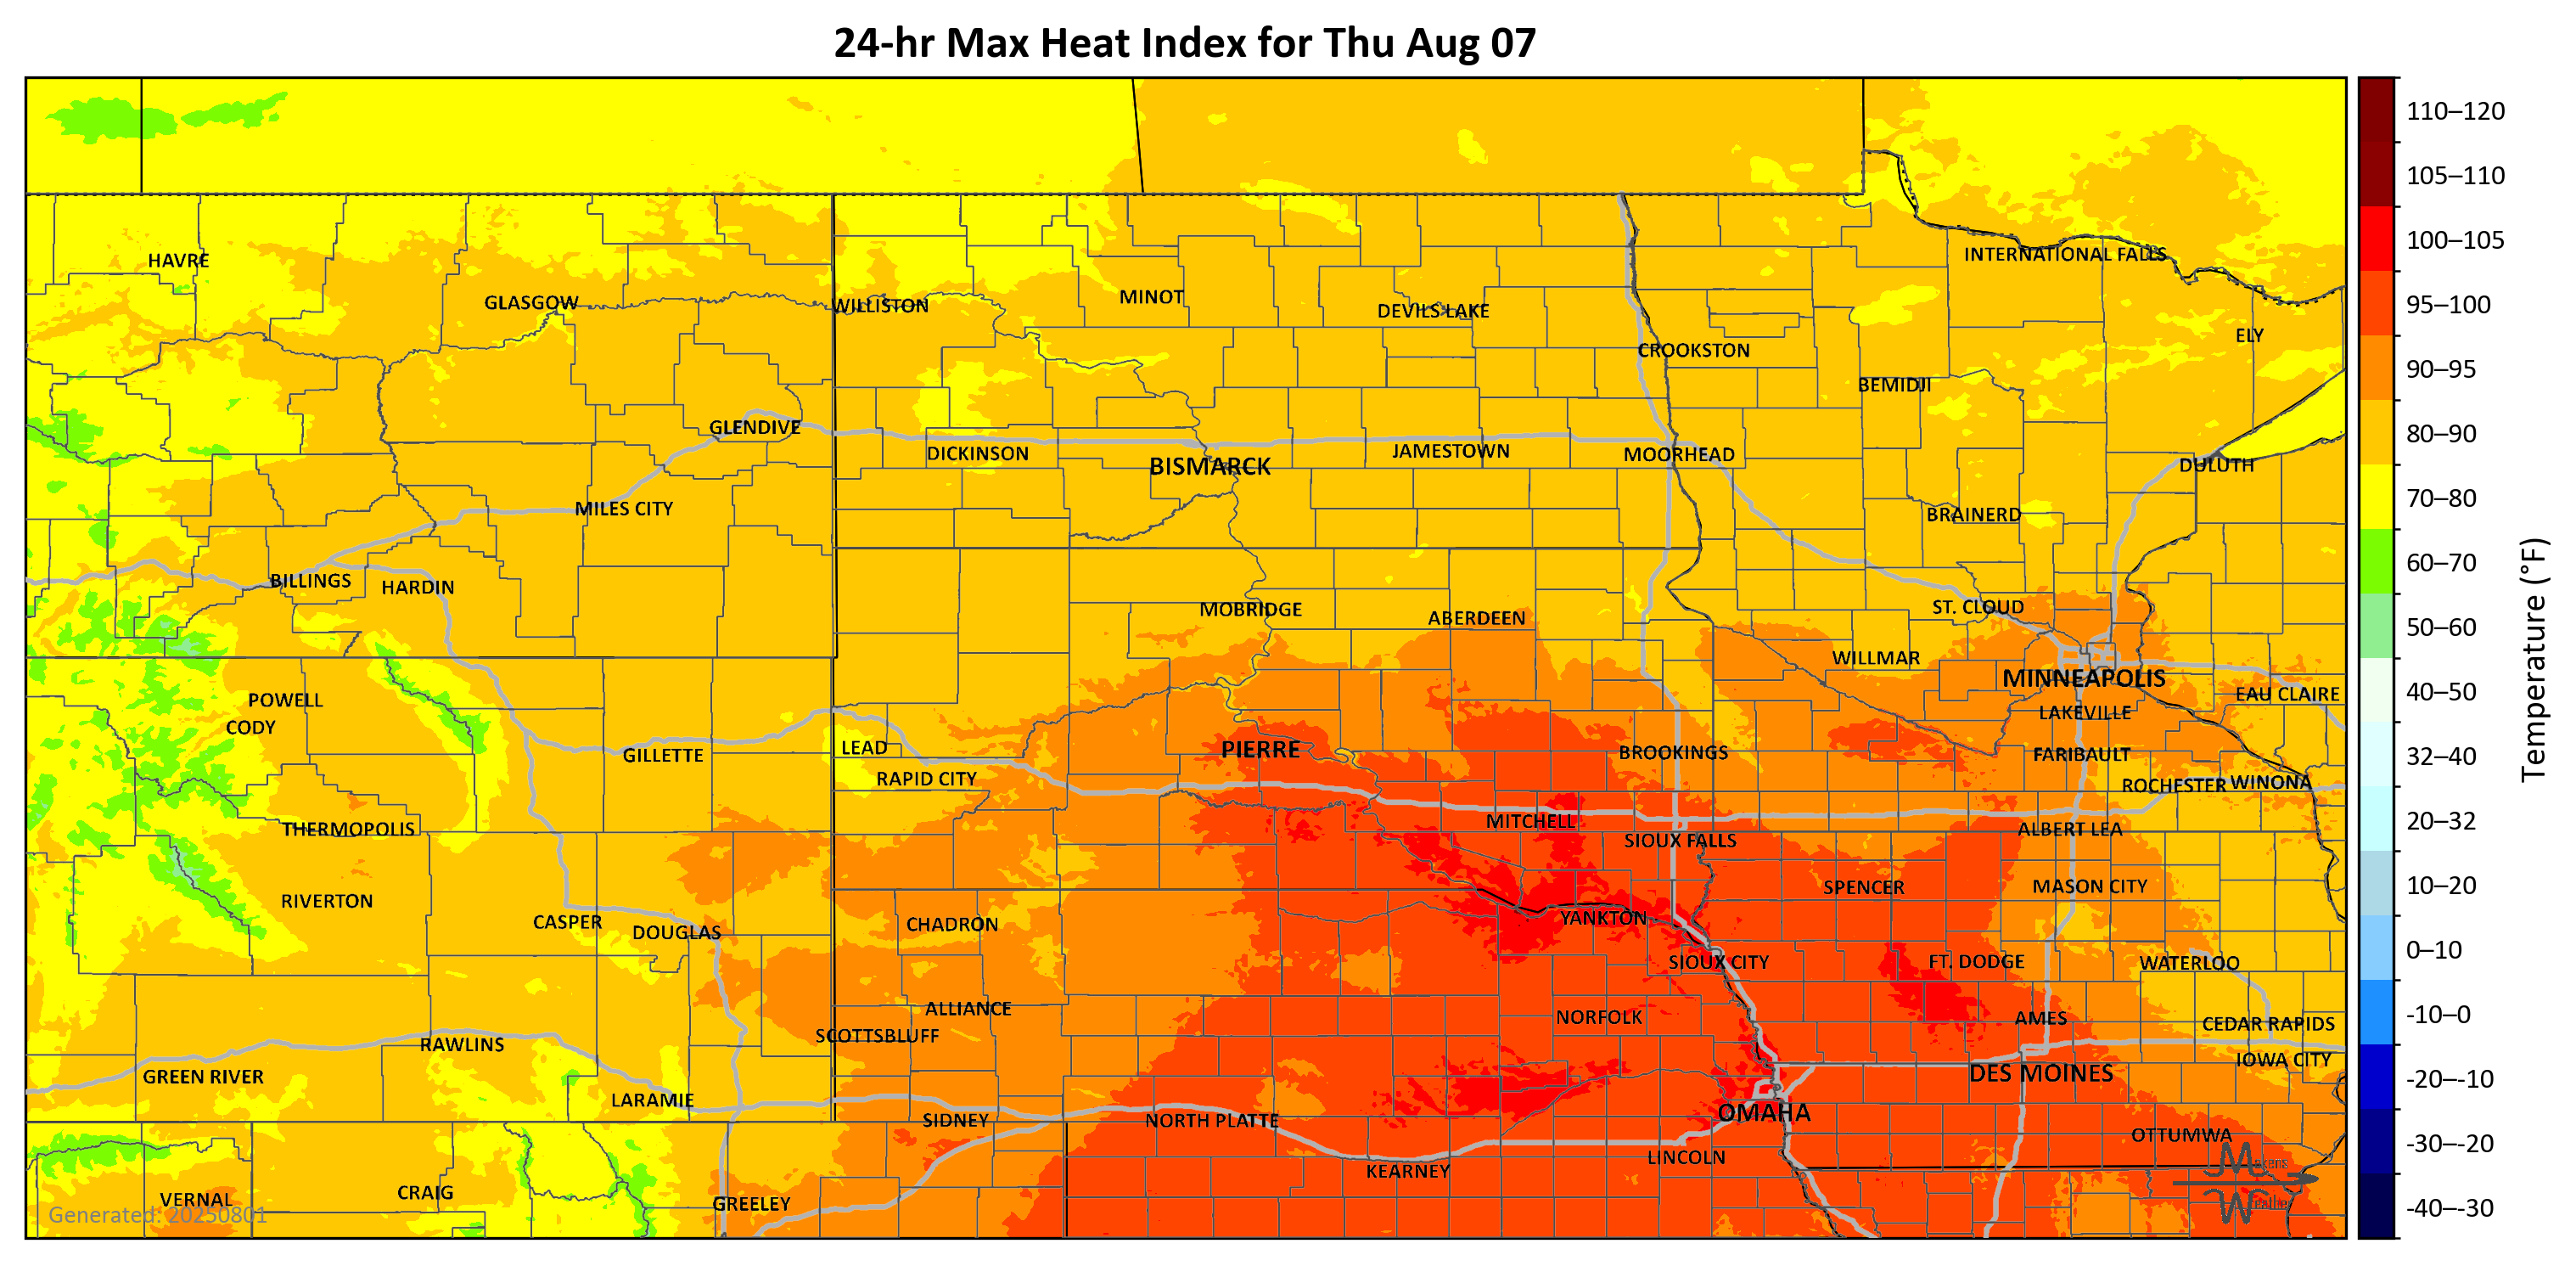 24-hr Max Heat Index for Thu Aug 07
110–120
105–110
100–105
95–100
90–95
80–90
70–80
60–70
50–60
40–50
32–40
20–32
10–20
0–10
-10–0
-20–-10
-30–-20
-40–-30
Temperature (°F)
HAVRE
INTERNATIONAL FALLS
GLASGOW
WILLISTON
MINOT
DEVILS LAKE
ELY
CROOKSTON
BEMIDJI
GLENDIVE
DICKINSON
BISMARCK
JAMESTOWN
MOORHEAD
DULUTH
MILES CITY
BRAINERD
BILLINGS
HARDIN
MOBRIDGE
ABERDEEN
ST. CLOUD
WILLMAR
MINNEAPOLIS
POWELL
EAU CLAIRE
CODY
LAKEVILLE
GILLETTE
LEAD
PIERRE
BROOKINGS
FARIBAULT
RAPID CITY
ROCHESTER
WINONA
THERMOPOLIS
MITCHELL
SIOUX FALLS
ALBERT LEA
RIVERTON
SPENCER
MASON CITY
CASPER
DOUGLAS
CHADRON
YANKTON
SIOUX CITY
FT. DODGE
WATERLOO
ALLIANCE
NORFOLK
AMES
CEDAR RAPIDS
RAWLINS
SCOTTSBLUFF
IOWA CITY
GREEN RIVER
DES MOINES
LARAMIE
SIDNEY
NORTH PLATTE
OMAHA
OTTUMWA
KEARNEY
LINCOLN
VERNAL
CRAIG
GREELEY
Generated: 20250801